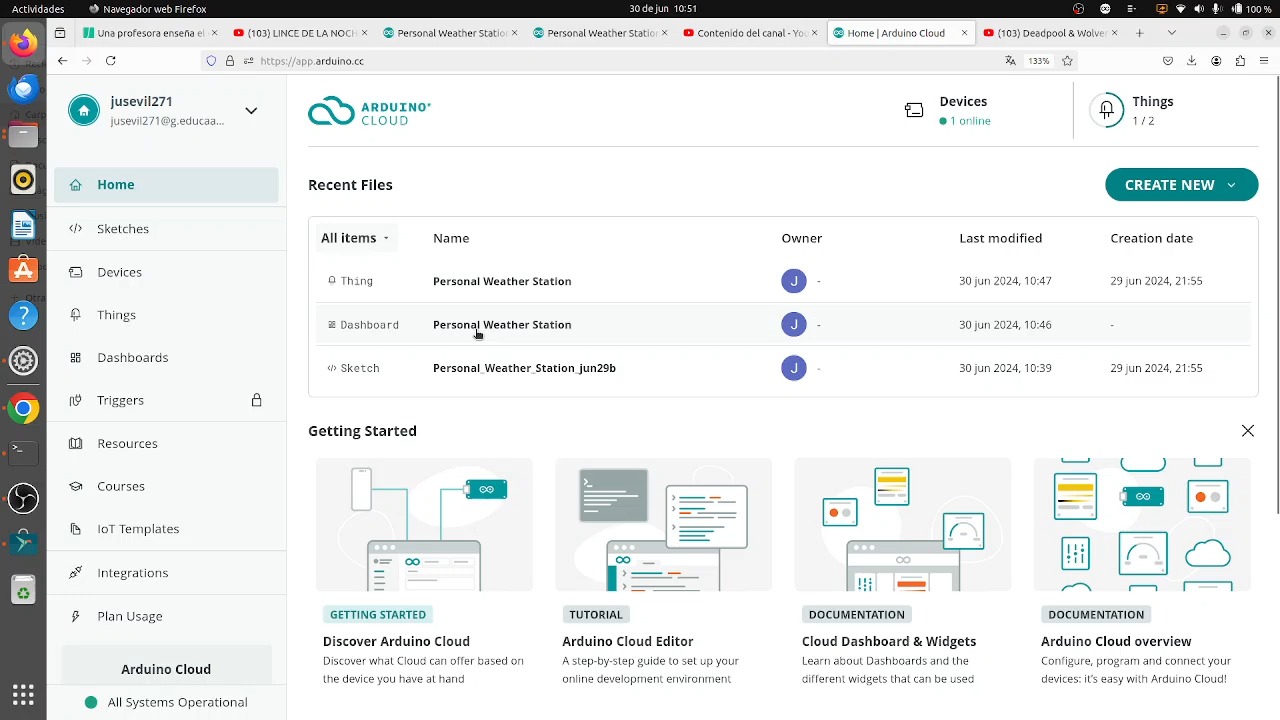 Actividades
Navegador web Firefox
30 de jun 10:51
100 %
Una profesora enseña el
(103) LINCE DE LA NOCH
Personal Weather Statio
Personal Weather Statio
Contenido del canal - You
Home | Arduino Cloud
(103) Deadpool & Wolver
https://app.arduino.cc
133%
jusevil271
jusevil271@g.educaa...
Home
Sketches
Devices
Things
Dashboards
Triggers
Resources
Courses
IoT Templates
Integrations
Plan Usage
Arduino Cloud
All Systems Operational
ARDUINO
CLOUD
Devices
1 online
Things
1 / 2
Recent Files
CREATE NEW
All items Name Owner Last modified Creation date
Thing Personal Weather Station J - 30 jun 2024, 10:47 29 jun 2024, 21:55
Dashboard Personal Weather Station J - 30 jun 2024, 10:46 -
Sketch Personal_Weather_Station_jun29b J - 30 jun 2024, 10:39 29 jun 2024, 21:55
Getting Started
GETTING STARTED
Discover Arduino Cloud
Discover what Cloud can offer based on
the device you have at hand
TUTORIAL
Arduino Cloud Editor
A step-by-step guide to set up your
online development environment
DOCUMENTATION
Cloud Dashboard & Widgets
Learn about Dashboards and the
different widgets that can be used
DOCUMENTATION
Arduino Cloud overview
Configure, program and connect your
devices: it's easy with Arduino Cloud!